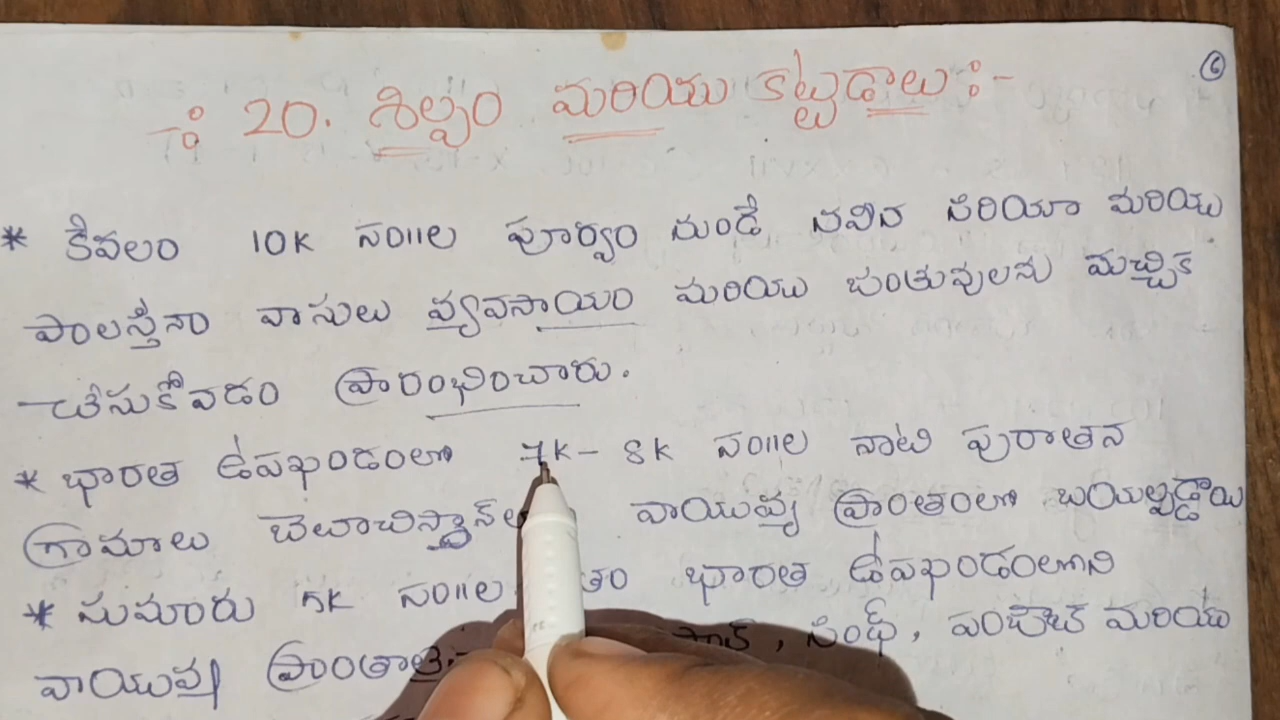 6
-: 20. శిల్పం మరియు కట్టడాలు :-
* కేవలం 10K సం॥ల పూర్వం నుండే నవీన సిరియా మరియు
పాలస్తీనా వాసులు వ్యవసాయం మరియు జంతువులను మచ్చిక
చేసుకోవడం ప్రారంభించారు.
* భారత ఉపఖండంలో 7K - 8K సం॥ల నాటి పురాతన
గ్రామాలు బెలూచిస్థాన్ వాయువ్య ప్రాంతంలో బయల్పడ్డాయి
* సుమారు 5K సం॥ల భారత ఉపఖండంలోని
వాయువ్య , సింధ్, పంజాబ్ మరియు